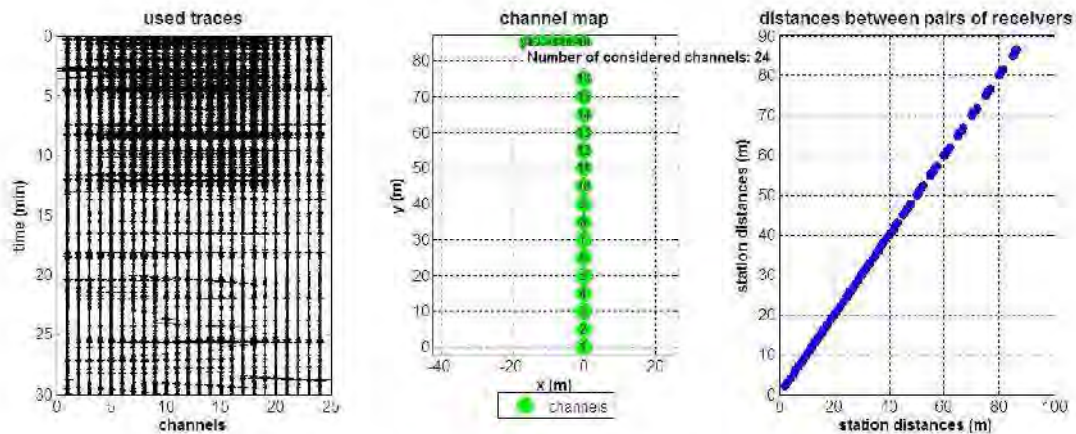 used traces
0
5
10
15
20
25
30
time (min)
0 5 10 15 20 25
channels
channel map
Number of considered channels: 24
80
70
60
50
40
30
20
10
0
y (m)
-40 -20 0 20
x (m)
channels
distances between pairs of receivers
90
80
70
60
50
40
30
20
10
0
station distances (m)
0 20 40 60 80 100
station distances (m)